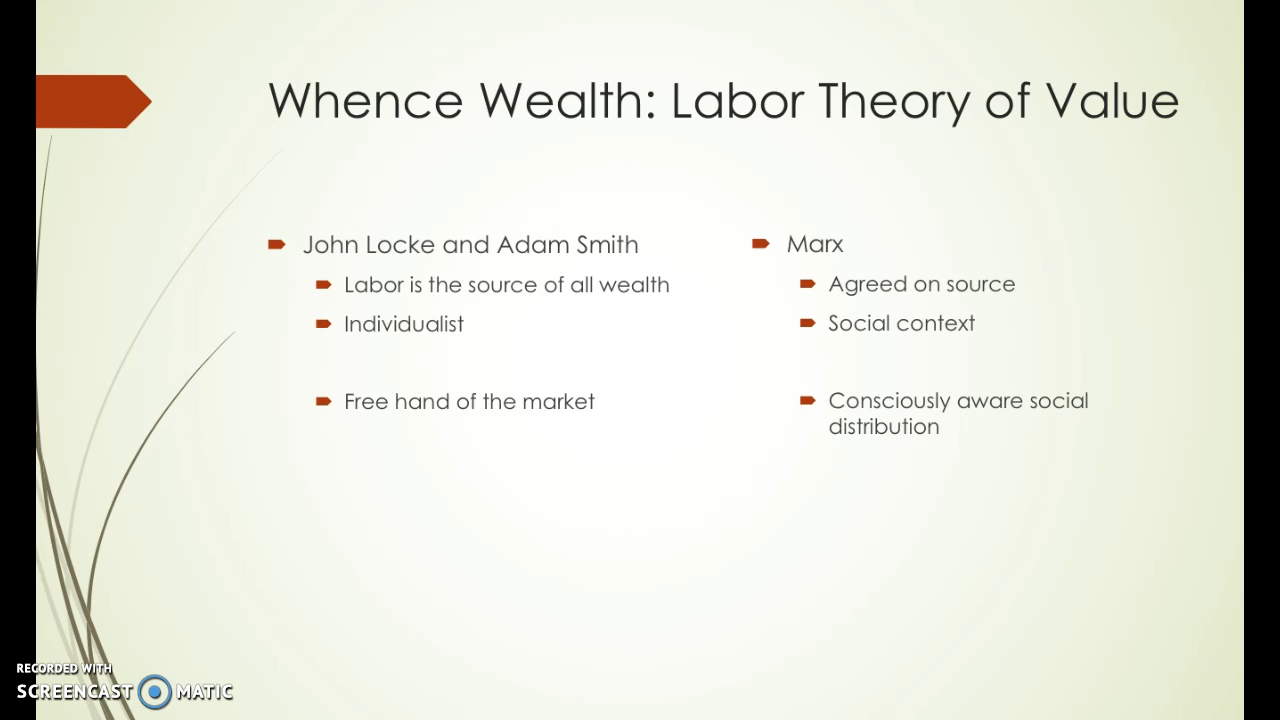 Whence Wealth: Labor Theory of Value
John Locke and Adam Smith
Labor is the source of all wealth
Individualist
Free hand of the market
Marx
Agreed on source
Social context
Consciously aware social
distribution
RECORDED WITH
SCREENCAST MATIC